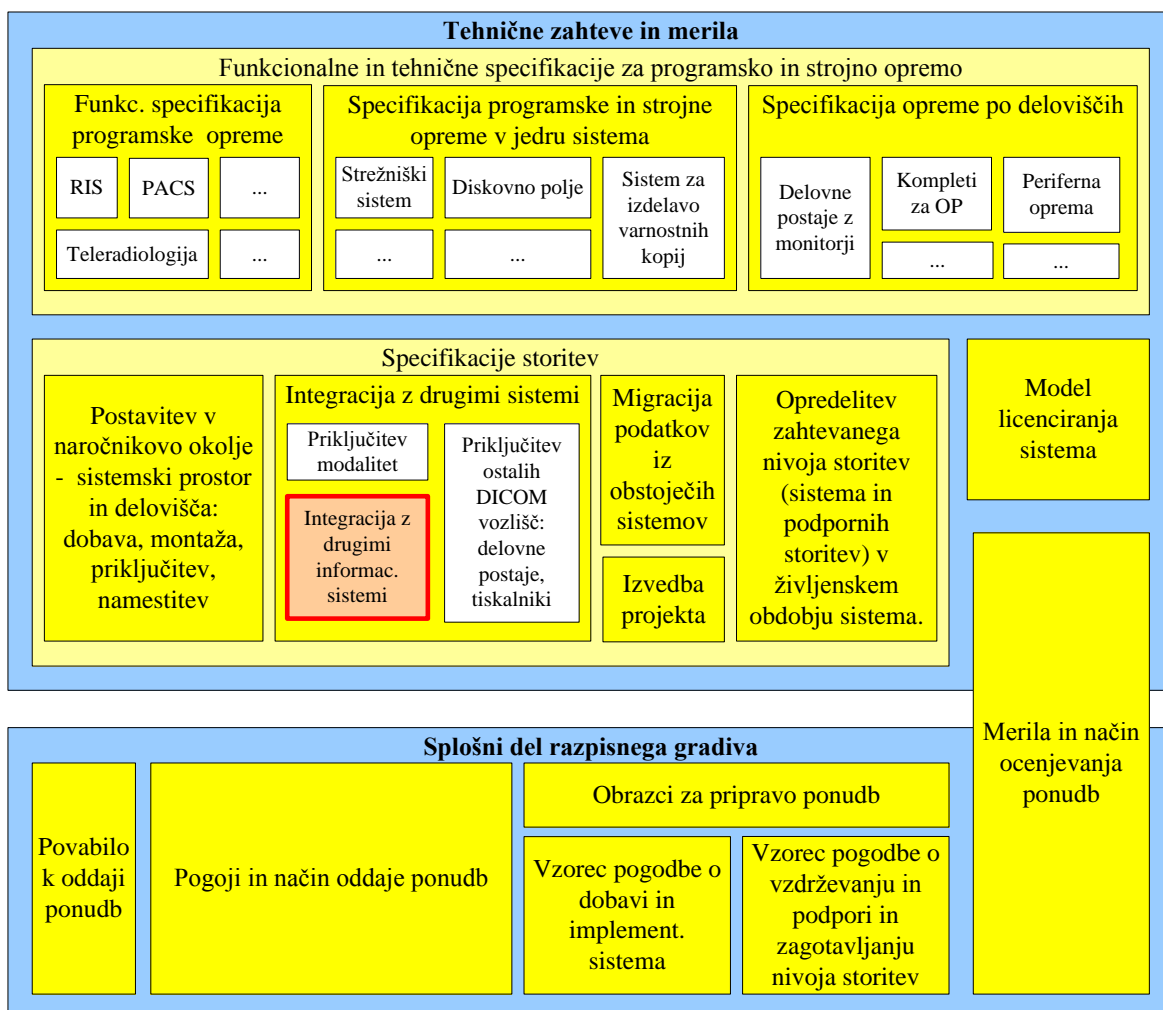 Tehnične zahteve in merila
Funkcionalne in tehnične specifikacije za programsko in strojno opremo
Funkc. specifikacija
programske opreme
RIS
PACS
...
Teleradiologija
...
Specifikacija programske in strojne
opreme v jedru sistema
Strežniški
sistem
Diskovno polje
Sistem za
izdelavo
varnostnih
kopij
...
...
Specifikacija opreme po deloviščih
Delovne
postaje z
monitorji
Kompleti
za OP
Periferna
oprema
...
...
Specifikacije storitev
Postavitev v
naročnikovo okolje
- sistemski prostor
in delovišča:
dobava, montaža,
priključitev,
namestitev
Integracija z drugimi sistemi
Priključitev
modalitet
Integracija z
drugimi
informac.
sistemi
Priključitev
ostalih
DICOM
vozlišč:
delovne
postaje,
tiskalniki
Migracija
podatkov
iz
obstoječih
sistemov
Izvedba
projekta
Opredelitev
zahtevanega
nivoja storitev
(sistema in
podpornih
storitev) v
življenskem
obdobju sistema.
Model
licenciranja
sistema
Merila in način
ocenjevanja
ponudb
Splošni del razpisnega gradiva
Povabilo
k oddaji
ponudb
Pogoji in način oddaje ponudb
Obrazci za pripravo ponudb
Vzorec pogodbe o
dobavi in
implement.
sistema
Vzorec pogodbe o
vzdrževanju in
podpori in
zagotavljanju
nivoja storitev